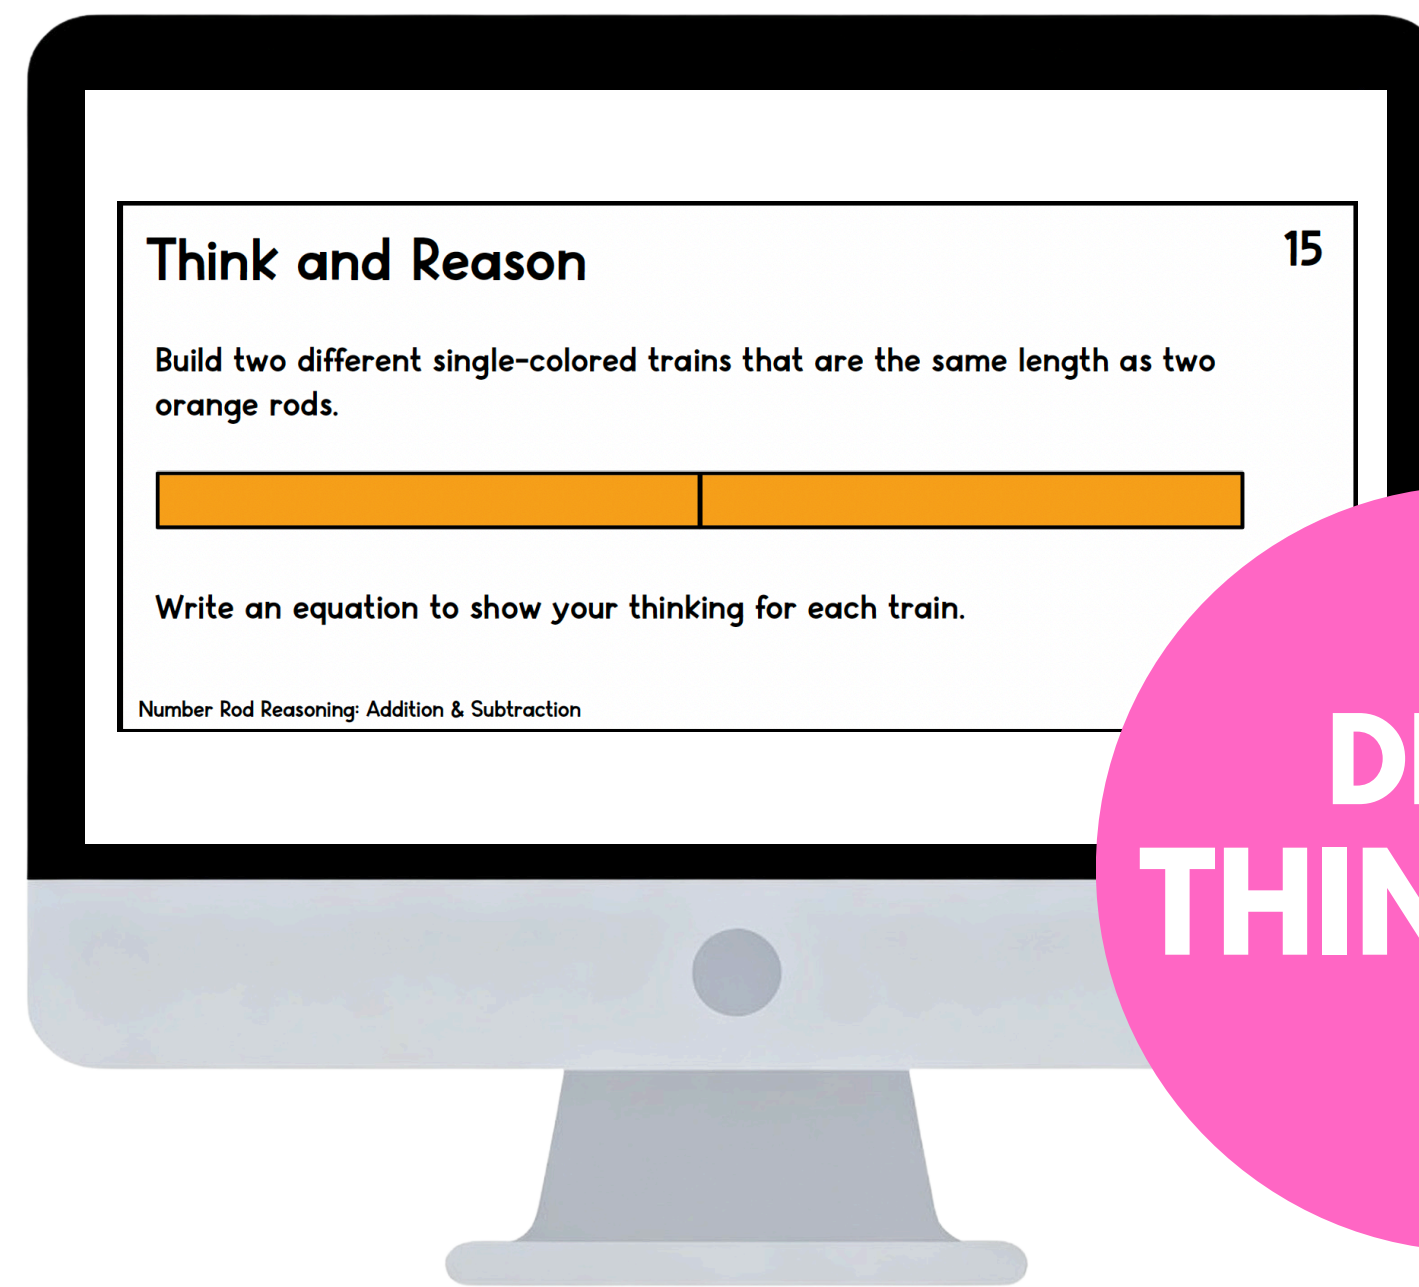 Think and Reason
15
Build two different single-colored trains that are the same length as two
orange rods.
Write an equation to show your thinking for each train.
Number Rod Reasoning: Addition & Subtraction